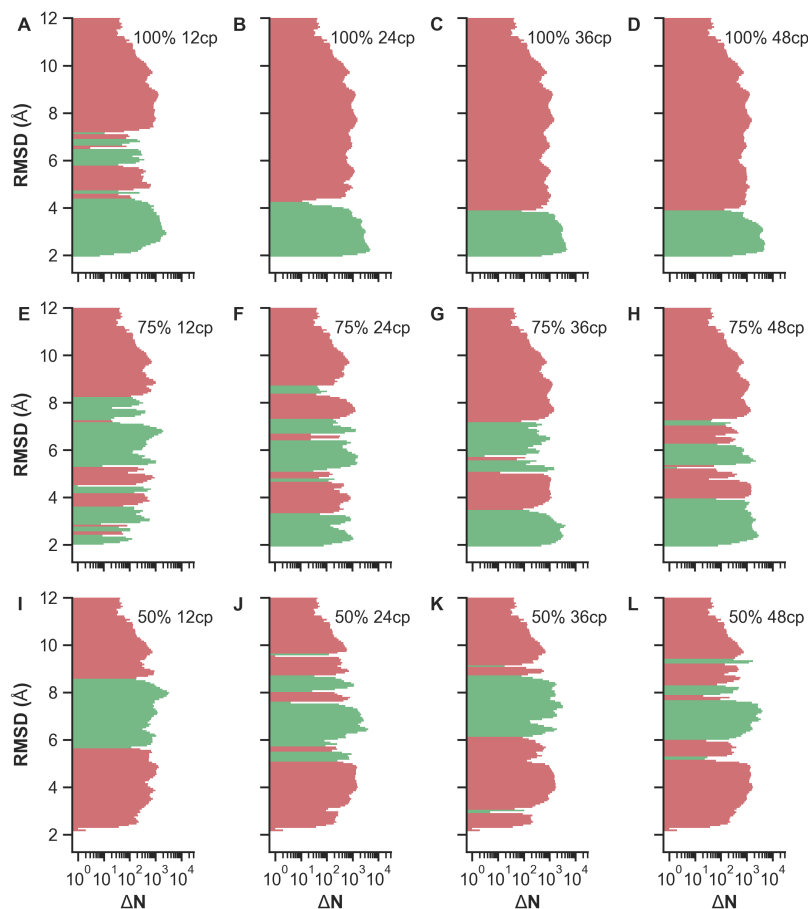 A 100% 12cp B 100% 24cp C 100% 36cp D 100% 48cp
12
10
8
6
4
2
RMSD (Å)
E 75% 12cp F 75% 24cp G 75% 36cp H 75% 48cp
12
10
8
6
4
2
RMSD (Å)
I 50% 12cp J 50% 24cp K 50% 36cp L 50% 48cp
12
10
8
6
4
2
RMSD (Å)
10⁰ 10¹ 10² 10³ 10⁴ 10⁰ 10¹ 10² 10³ 10⁴ 10⁰ 10¹ 10² 10³ 10⁴ 10⁰ 10¹ 10² 10³ 10⁴
ΔN ΔN ΔN ΔN